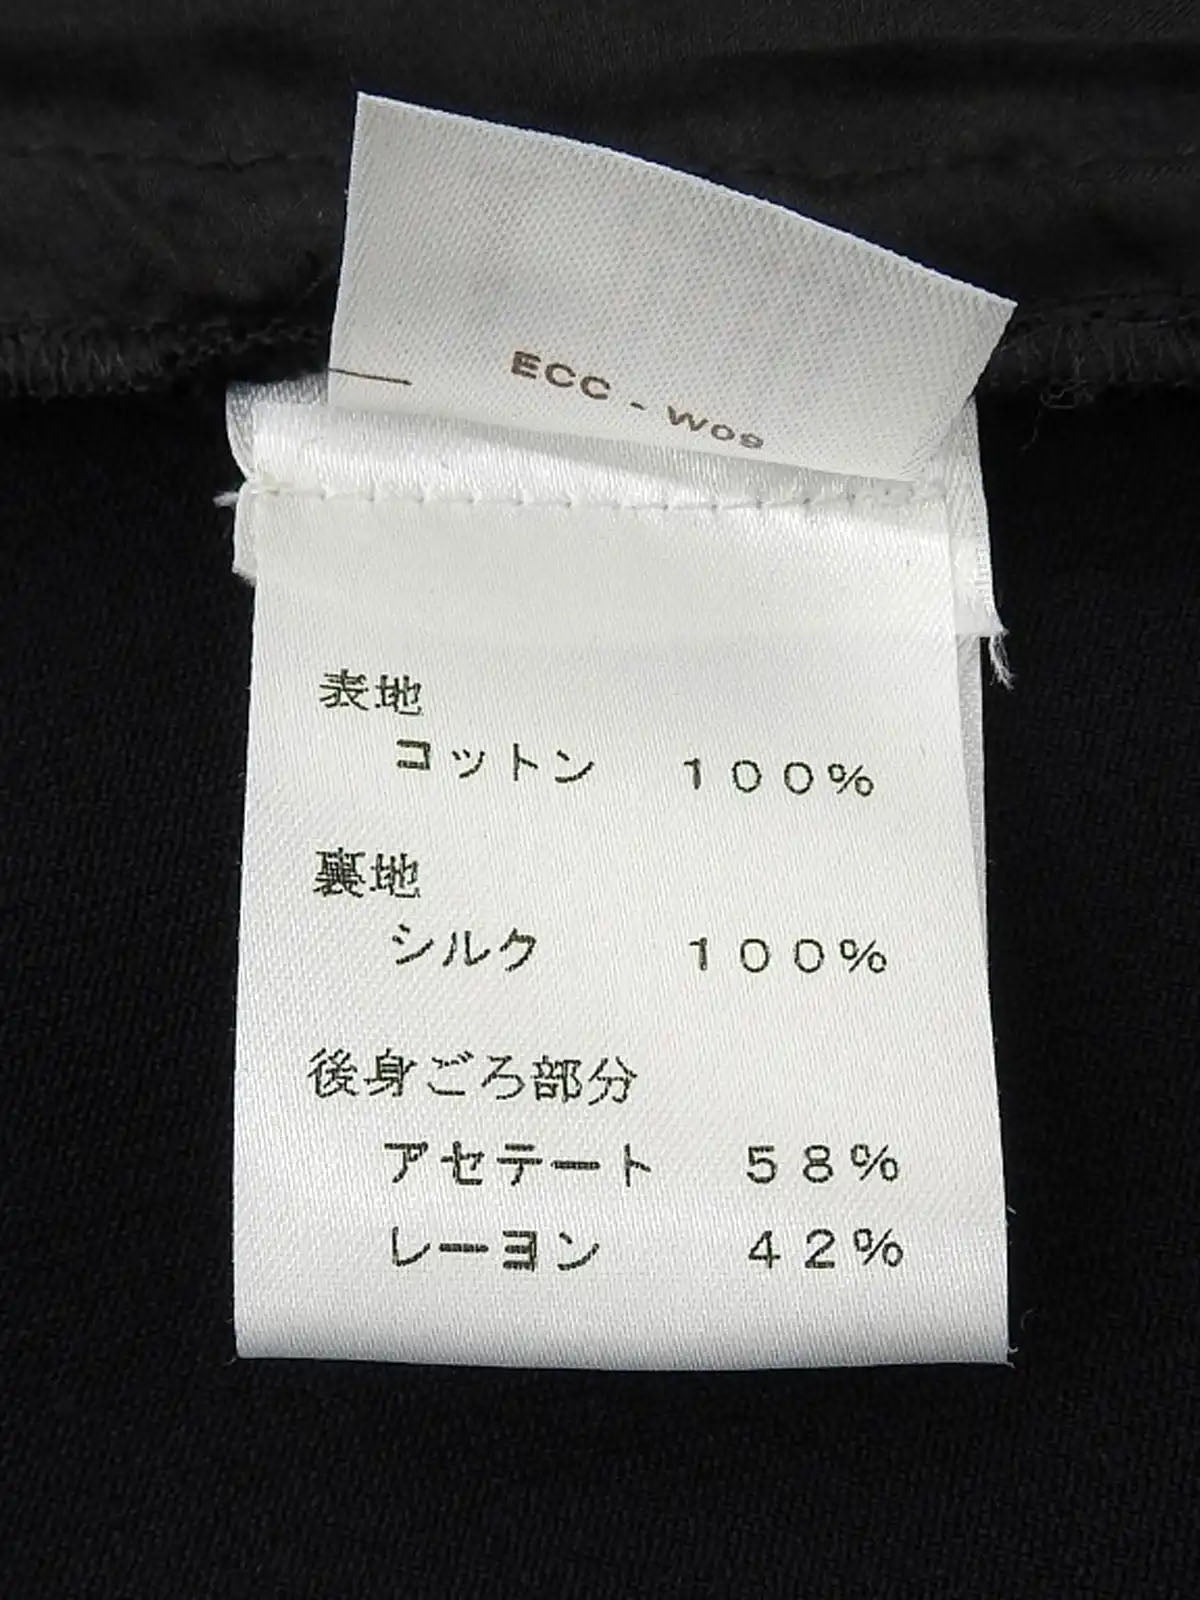 ECC - W09
表地
コットン 100%
裏地
シルク 100%
後身ごろ部分
アセテート 58%
レーヨン 42%